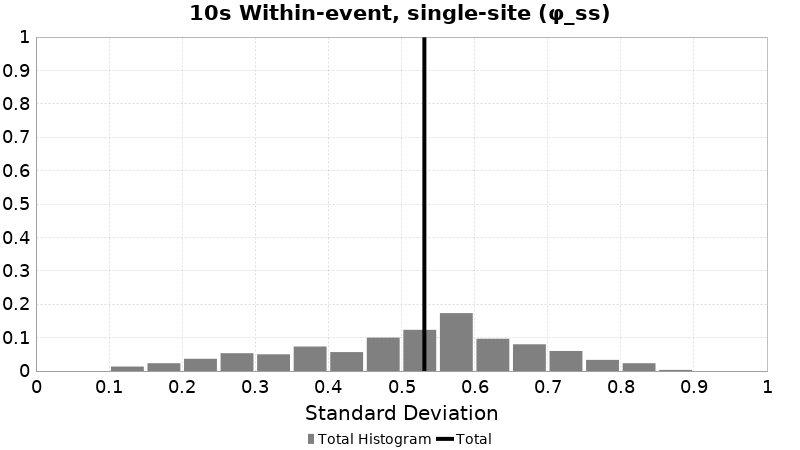 10s Within-event, single-site (φ_ss)
1
0.9
0.8
0.7
0.6
0.5
0.4
0.3
0.2
0.1
0
0 0.1 0.2 0.3 0.4 0.5 0.6 0.7 0.8 0.9 1
Standard Deviation
Total Histogram Total